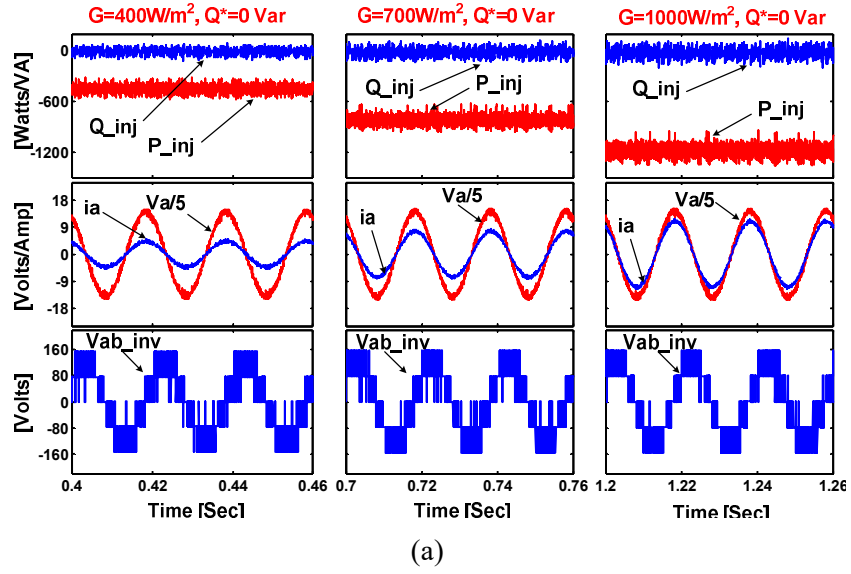 G=400W/m², Q*=0 Var
G=700W/m², Q*=0 Var
G=1000W/m², Q*=0 Var
[Watts/VA]
0
-600
-1200
Q_inj
P_inj
Q_inj
P_inj
Q_inj
P_inj
[Volts/Amp]
18
9
0
-9
-18
ia
Va/5
ia
Va/5
ia
Va/5
[Volts]
160
80
0
-80
-160
Vab_inv
Vab_inv
Vab_inv
0.4 0.42 0.44 0.46
0.7 0.72 0.74 0.76
1.2 1.22 1.24 1.26
Time [Sec]
Time [Sec]
Time [Sec]
(a)